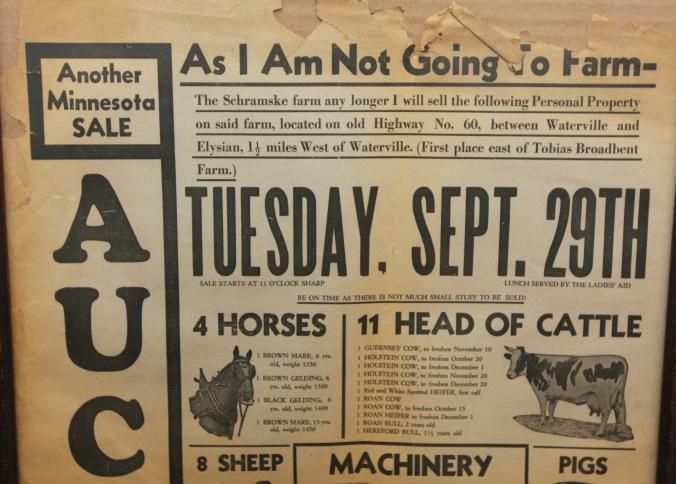 Another
Minnesota
SALE
AUC
As I Am Not Going To Farm-
The Schramske farm any longer I will sell the following Personal Property
on said farm, located on old Highway No. 60, between Waterville and
Elysian, 1½ miles West of Waterville. (First place east of Tobias Broadbent
Farm.)
TUESDAY, SEPT. 29TH
SALE STARTS AT 11 O'CLOCK SHARP
LUNCH SERVED BY THE LADIES' AID
BE ON TIME AS THERE IS NOT MUCH SMALL STUFF TO BE SOLD!
4 HORSES
1 BROWN MARE, 6 yrs.
old, weight 1550
1 BROWN GELDING, 6
yrs. old, weight 1500
1 BLACK GELDING, 6
yrs. old, weight 1400
1 BROWN MARE, 15 yrs.
old, weight 1450
11 HEAD OF CATTLE
1 GUERNSEY COW, to freshen November 10
1 HOLSTEIN COW, to freshen October 20
1 HOLSTEIN COW, to freshen December 1
1 HOLSTEIN COW, to freshen December 20
1 HOLSTEIN COW, to freshen December 20
1 Red and White Spotted HEIFER, first calf
1 ROAN COW
1 ROAN COW, to freshen October 15
1 ROAN HEIFER to freshen December 1
1 ROAN BULL, 2 years old
1 HEREFORD BULL, 1½ years old
8 SHEEP
MACHINERY
PIGS